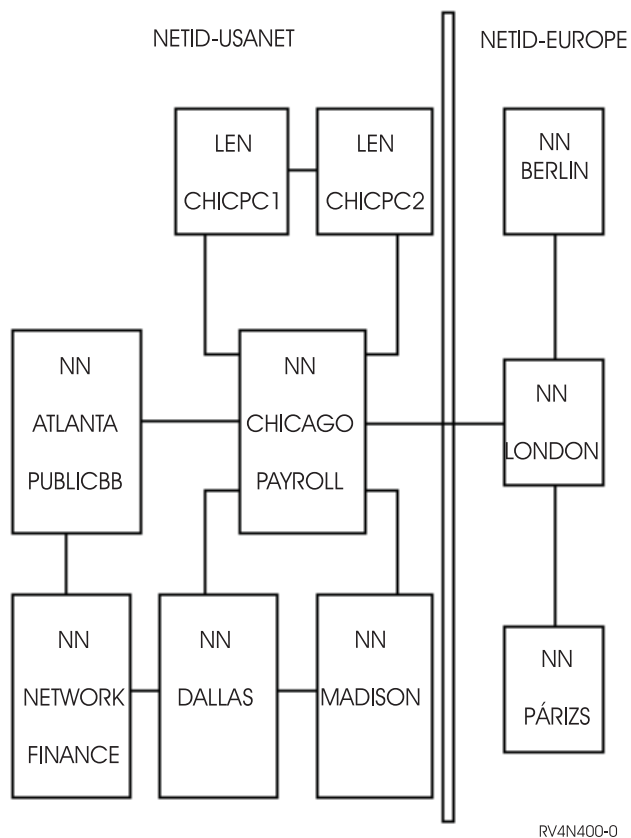 NETID-USANET
NETID-EUROPE
LEN
CHICPC1
LEN
CHICPC2
NN
BERLIN
NN
ATLANTA
PUBLICBB
NN
CHICAGO
PAYROLL
NN
LONDON
NN
NETWORK
FINANCE
NN
DALLAS
NN
MADISON
NN
PÁRIZS
RV4N400-0